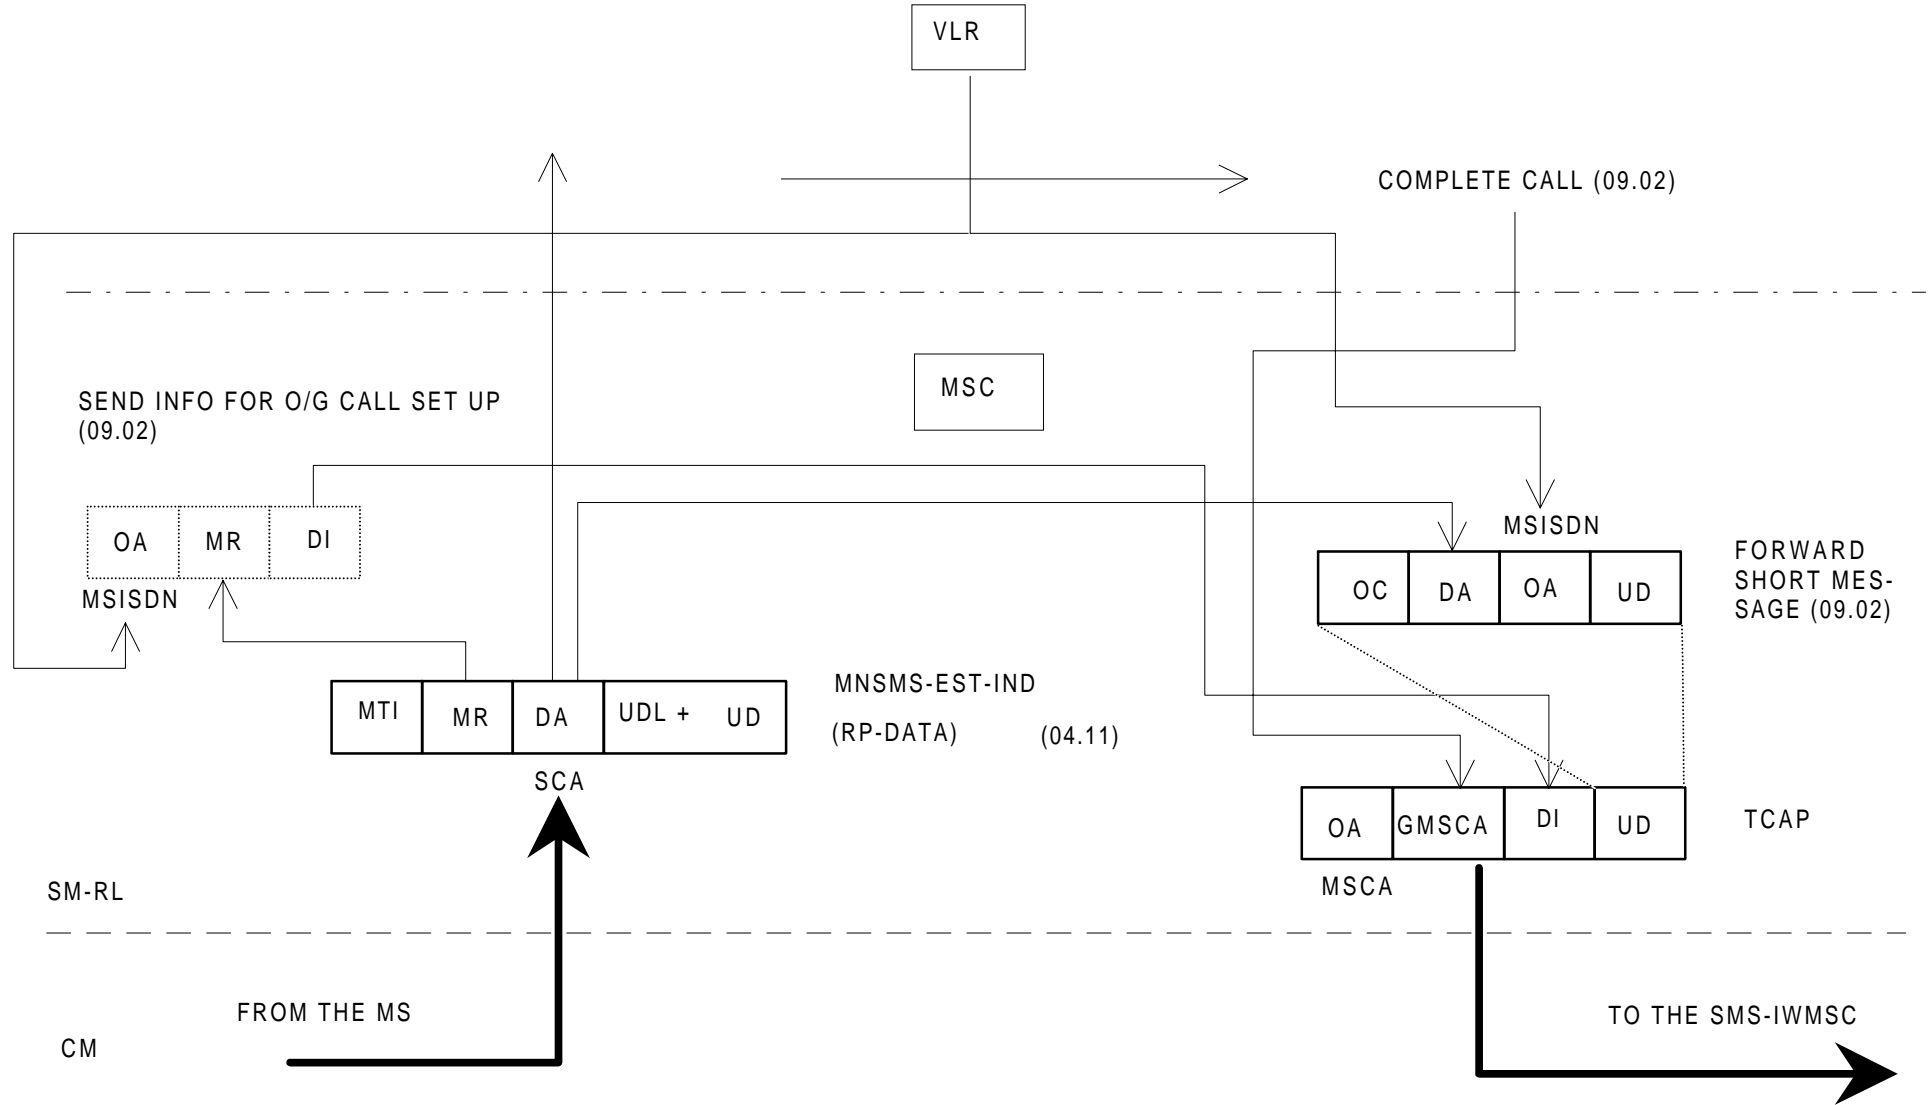 VLR
COMPLETE CALL (09.02)
MSC
SEND INFO FOR O/G CALL SET UP
(09.02)
OA MR DI
MSISDN
MSISDN
OC DA OA UD
FORWARD
SHORT MES-
SAGE (09.02)
MTI MR DA UDL + UD
MNSMS-EST-IND
(RP-DATA) (04.11)
SCA
OA GMSCA DI UD
TCAP
MSCA
SM-RL
FROM THE MS
TO THE SMS-IWMSC
CM